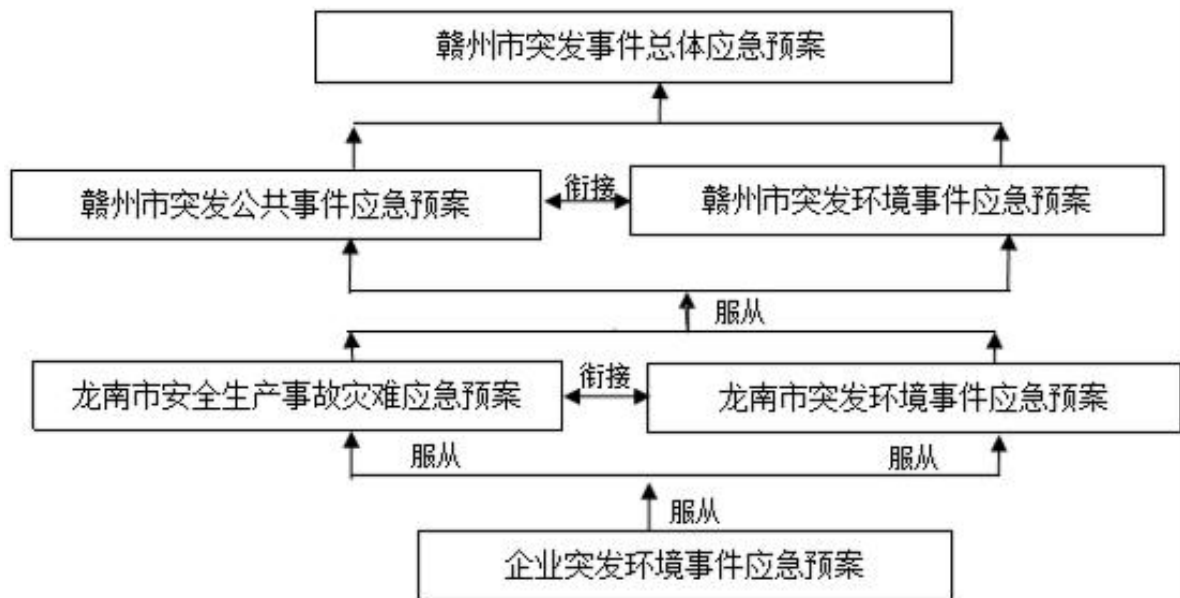 赣州市突发事件总体应急预案
赣州市突发公共事件应急预案
衔接
赣州市突发环境事件应急预案
服从
龙南市安全生产事故灾难应急预案
衔接
龙南市突发环境事件应急预案
服从
服从
服从
企业突发环境事件应急预案